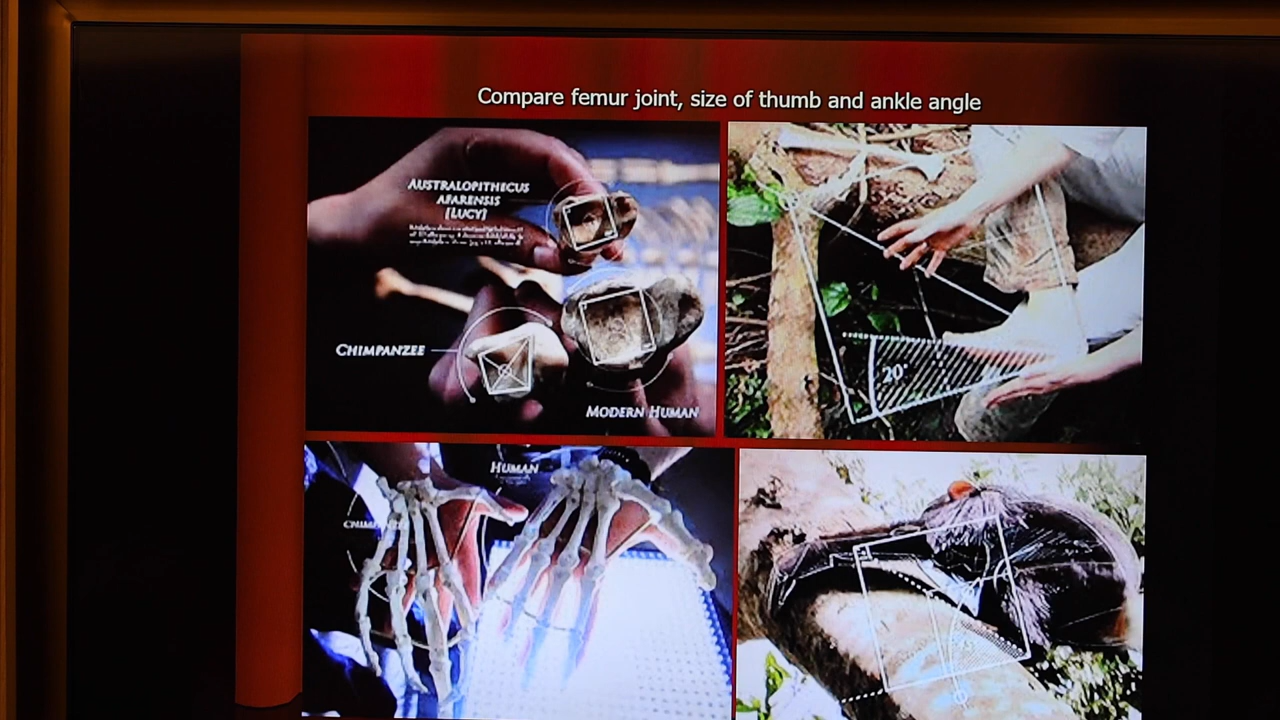 Compare femur joint, size of thumb and ankle angle
AUSTRALOPITHECUS
AFARENSIS
[LUCY]
CHIMPANZEE
MODERN HUMAN
20°
HUMAN
CHIMPANZEE